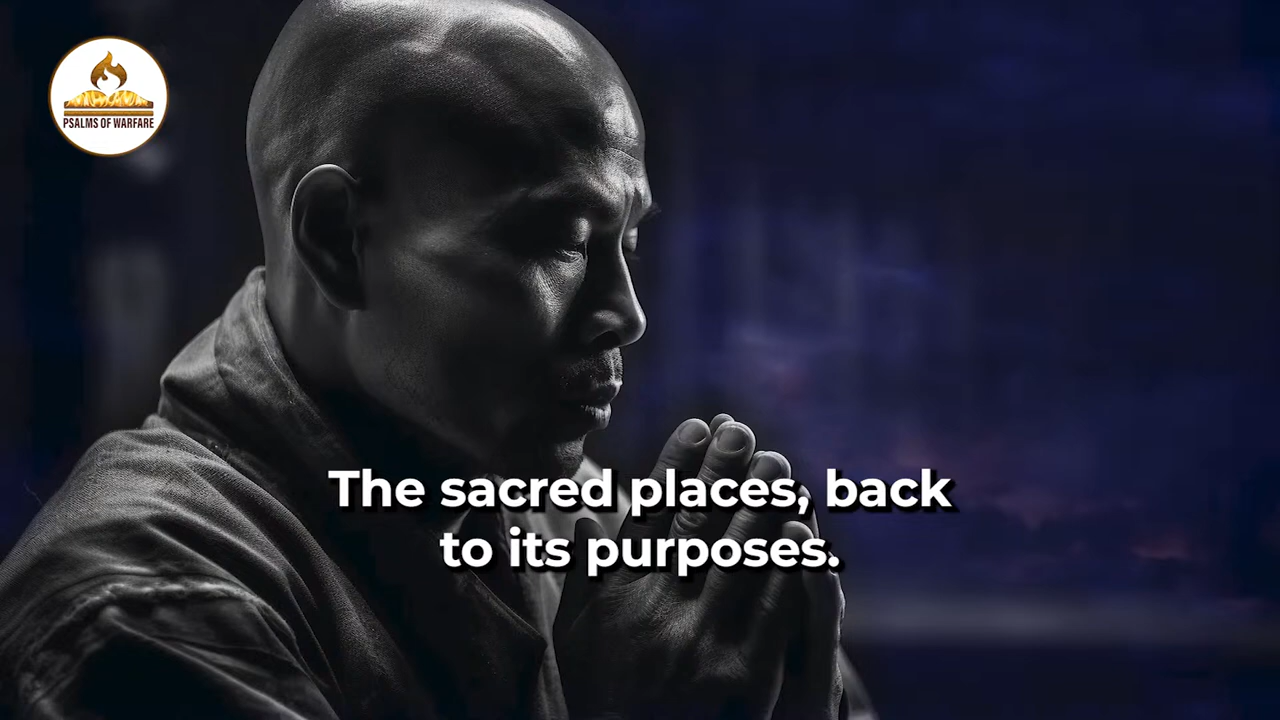 PSALMS OF WARFARE
The sacred places, back
to its purposes.